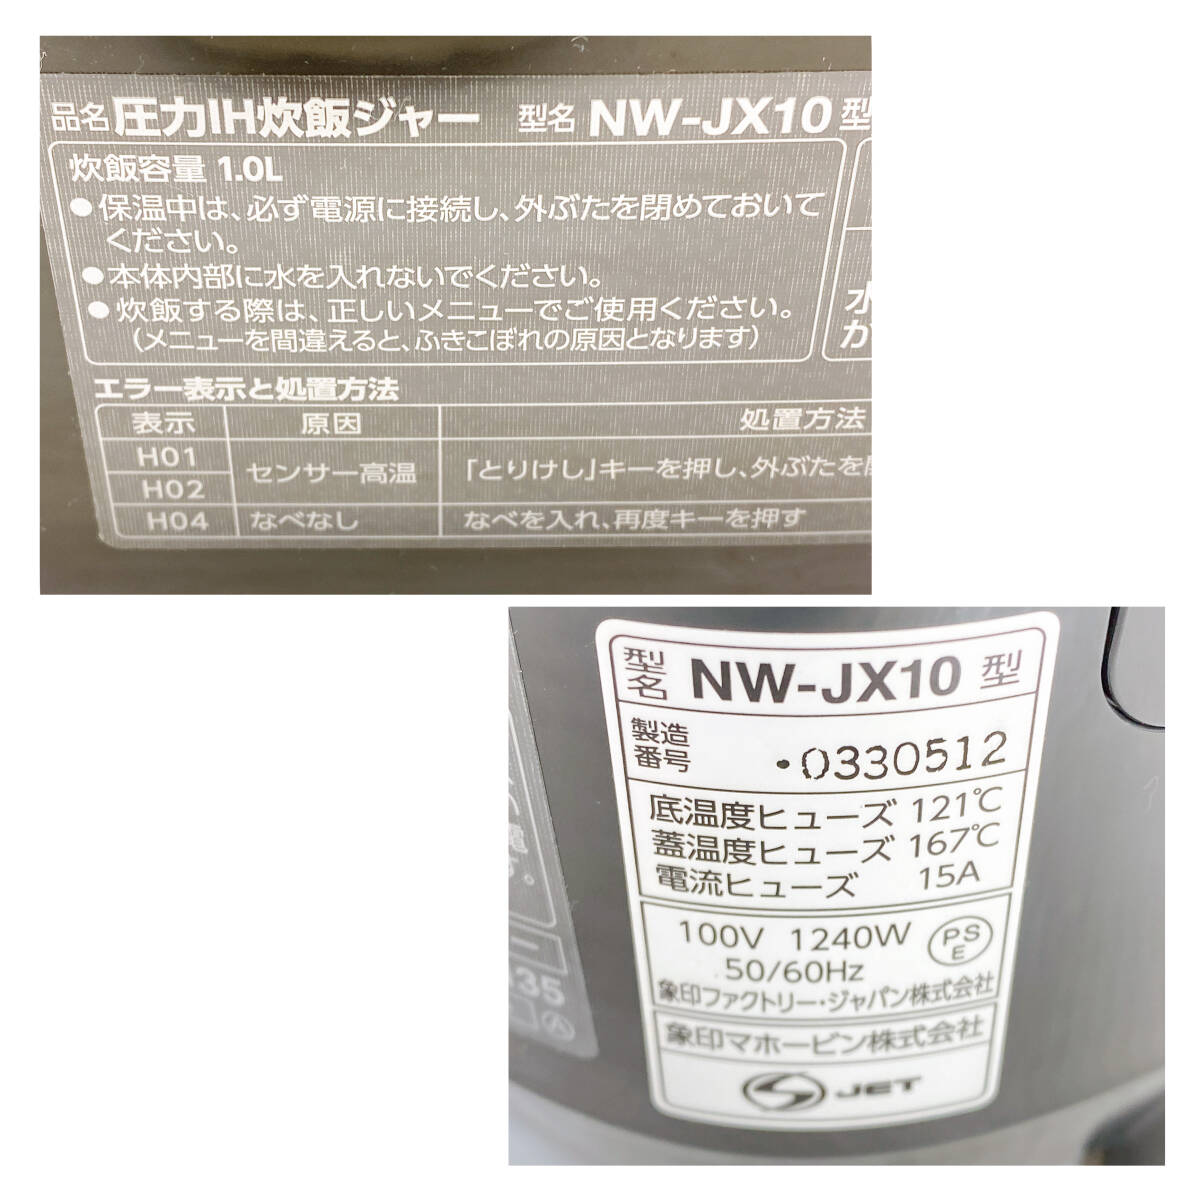 品名 圧力IH炊飯ジャー 型名 NW-JX10 型
炊飯容量 1.0L
●保温中は、必ず電源に接続し、外ぶたを閉めておいて
ください。
●本体内部に水を入れないでください。
●炊飯する際は、正しいメニューでご使用ください。
(メニューを間違えると、ふきこぼれの原因となります)
水
が
エラー表示と処置方法
表示 原因 処置方法
H01
H02 センサー高温 「とりけし」キーを押し、外ぶたを
H04 なべなし なべを入れ、再度キーを押す
型名 NW-JX10 型
製造番号 ・0330512
底温度ヒューズ 121℃
蓋温度ヒューズ 167℃
電流ヒューズ 15A
100V 1240W PSE
50/60Hz
象印ファクトリー・ジャパン株式会社
象印マホービン株式会社
JET
電
す。
35
A